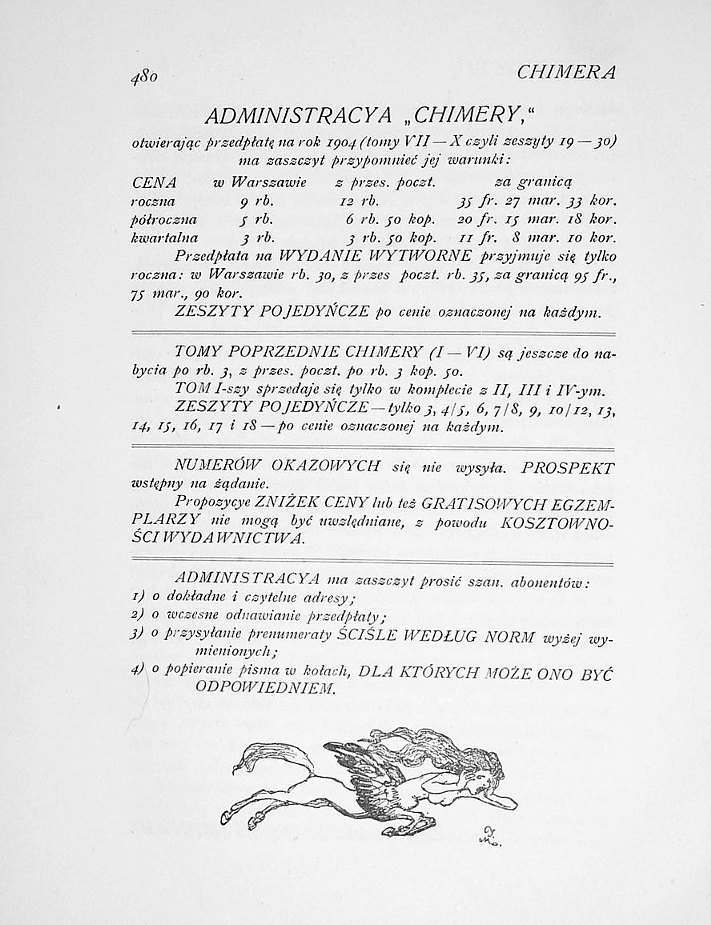 480 CHIMERA
ADMINISTRACYA „CHIMERY,“
otwierając przedpłatę na rok 1904 (tomy VII — X czyli zeszyty 19 — 30)
ma zaszczyt przypomnieć jej warunki:
CENA w Warszawie z przes. poczt. za granicą
roczna 9 rb. 12 rb. 35 fr. 27 mar. 33 kor.
półroczna 5 rb. 6 rb. 50 kop. 20 fr. 15 mar. 18 kor.
kwartalna 3 rb. 3 rb. 50 kop. 11 fr. 8 mar. 10 kor.
Przedpłata na WYDANIE WYTWORNE przyjmuje się tylko
roczna: w Warszawie rb. 30, z przes poczt. rb. 35, za granicą 95 fr.,
75 mar., 90 kor.
ZESZYTY POJEDYŃCZE po cenie oznaczonej na każdym.
TOMY POPRZEDNIE CHIMERY (I — VI) są jeszcze do na-
bycia po rb. 3, z przes. poczt. po rb. 3 kop. 50.
TOM I-szy sprzedaje się tylko w komplecie z II, III i IV-ym.
ZESZYTY POJEDYŃCZE — tylko 3, 4/5, 6, 7/8, 9, 10/12, 13,
14, 15, 16, 17 i 18 — po cenie oznaczonej na każdym.
NUMERÓW OKAZOWYCH się nie wysyła. PROSPEKT
wstępny na żądanie.
Propozycye ZNIŻEK CENY lub też GRATISOWYCH EGZEM-
PLARZY nie mogą być uwzlędniane, z powodu KOSZTOWNO-
ŚCI WYDAWNICTWA.
ADMINISTRACYA ma zaszczyt prosić szan. abonentów:
1) o dokładne i czytelne adresy;
2) o wczesne odnawianie przedpłaty;
3) o przysyłanie prenumeraty ŚCIŚLE WEDŁUG NORM wyżej wy-
mienionych;
4) o popieranie pisma w kołach, DLA KTÓRYCH MOŻE ONO BYĆ
ODPOWIEDNIEM.